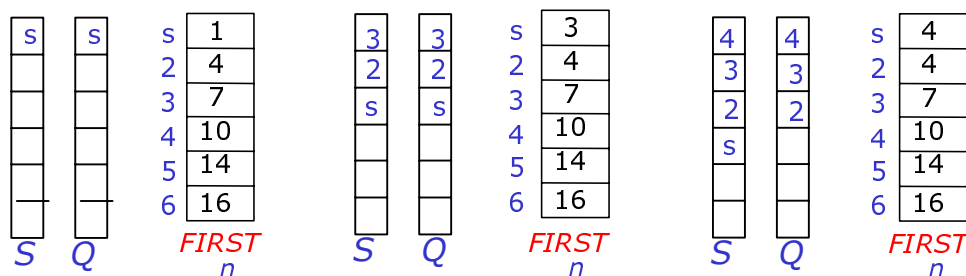 s s s 1
2 4
3 7
4 10
5 14
6 16
S Q FIRST
n
3 3 s 3
2 2 2 4
s s 3 7
4 10
5 14
6 16
S Q FIRST
n
4 4 s 4
3 3 2 4
2 2 3 7
s 4 10
5 14
6 16
S Q FIRST
n